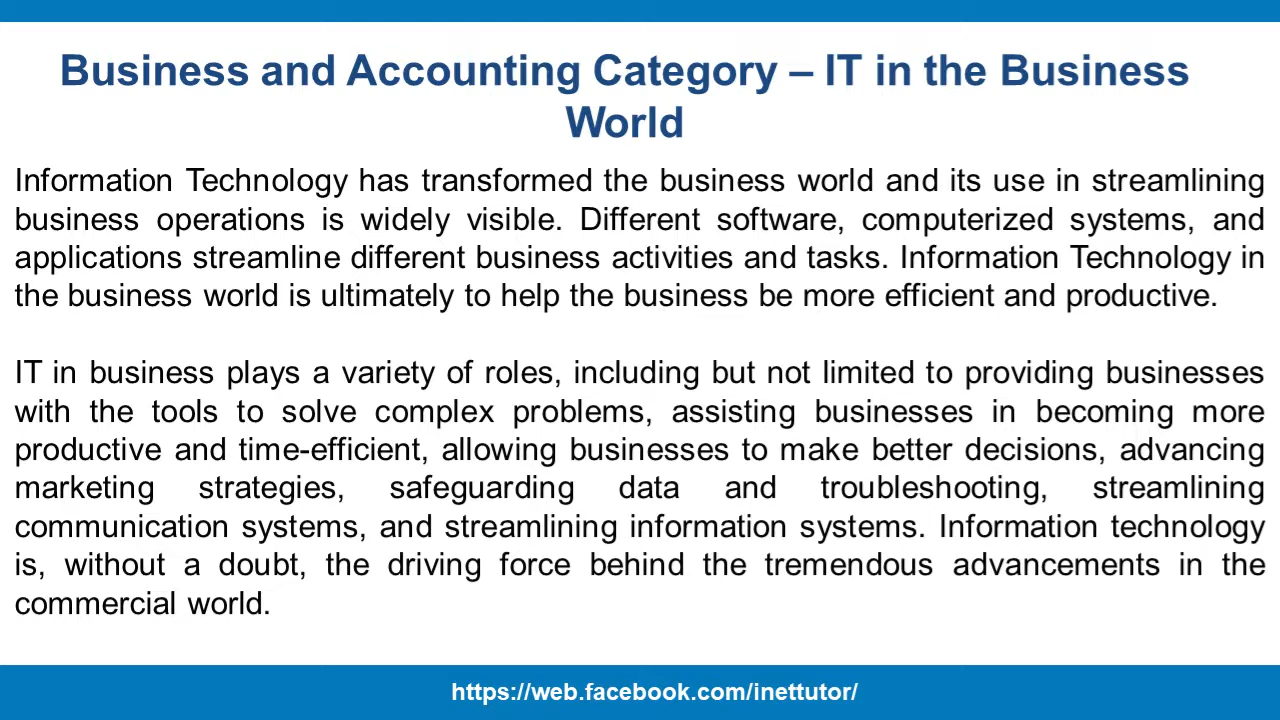 Business and Accounting Category – IT in the Business
World
Information Technology has transformed the business world and its use in streamlining
business operations is widely visible. Different software, computerized systems, and
applications streamline different business activities and tasks. Information Technology in
the business world is ultimately to help the business be more efficient and productive.
IT in business plays a variety of roles, including but not limited to providing businesses
with the tools to solve complex problems, assisting businesses in becoming more
productive and time-efficient, allowing businesses to make better decisions, advancing
marketing strategies, safeguarding data and troubleshooting, streamlining
communication systems, and streamlining information systems. Information technology
is, without a doubt, the driving force behind the tremendous advancements in the
commercial world.
https://web.facebook.com/inettutor/